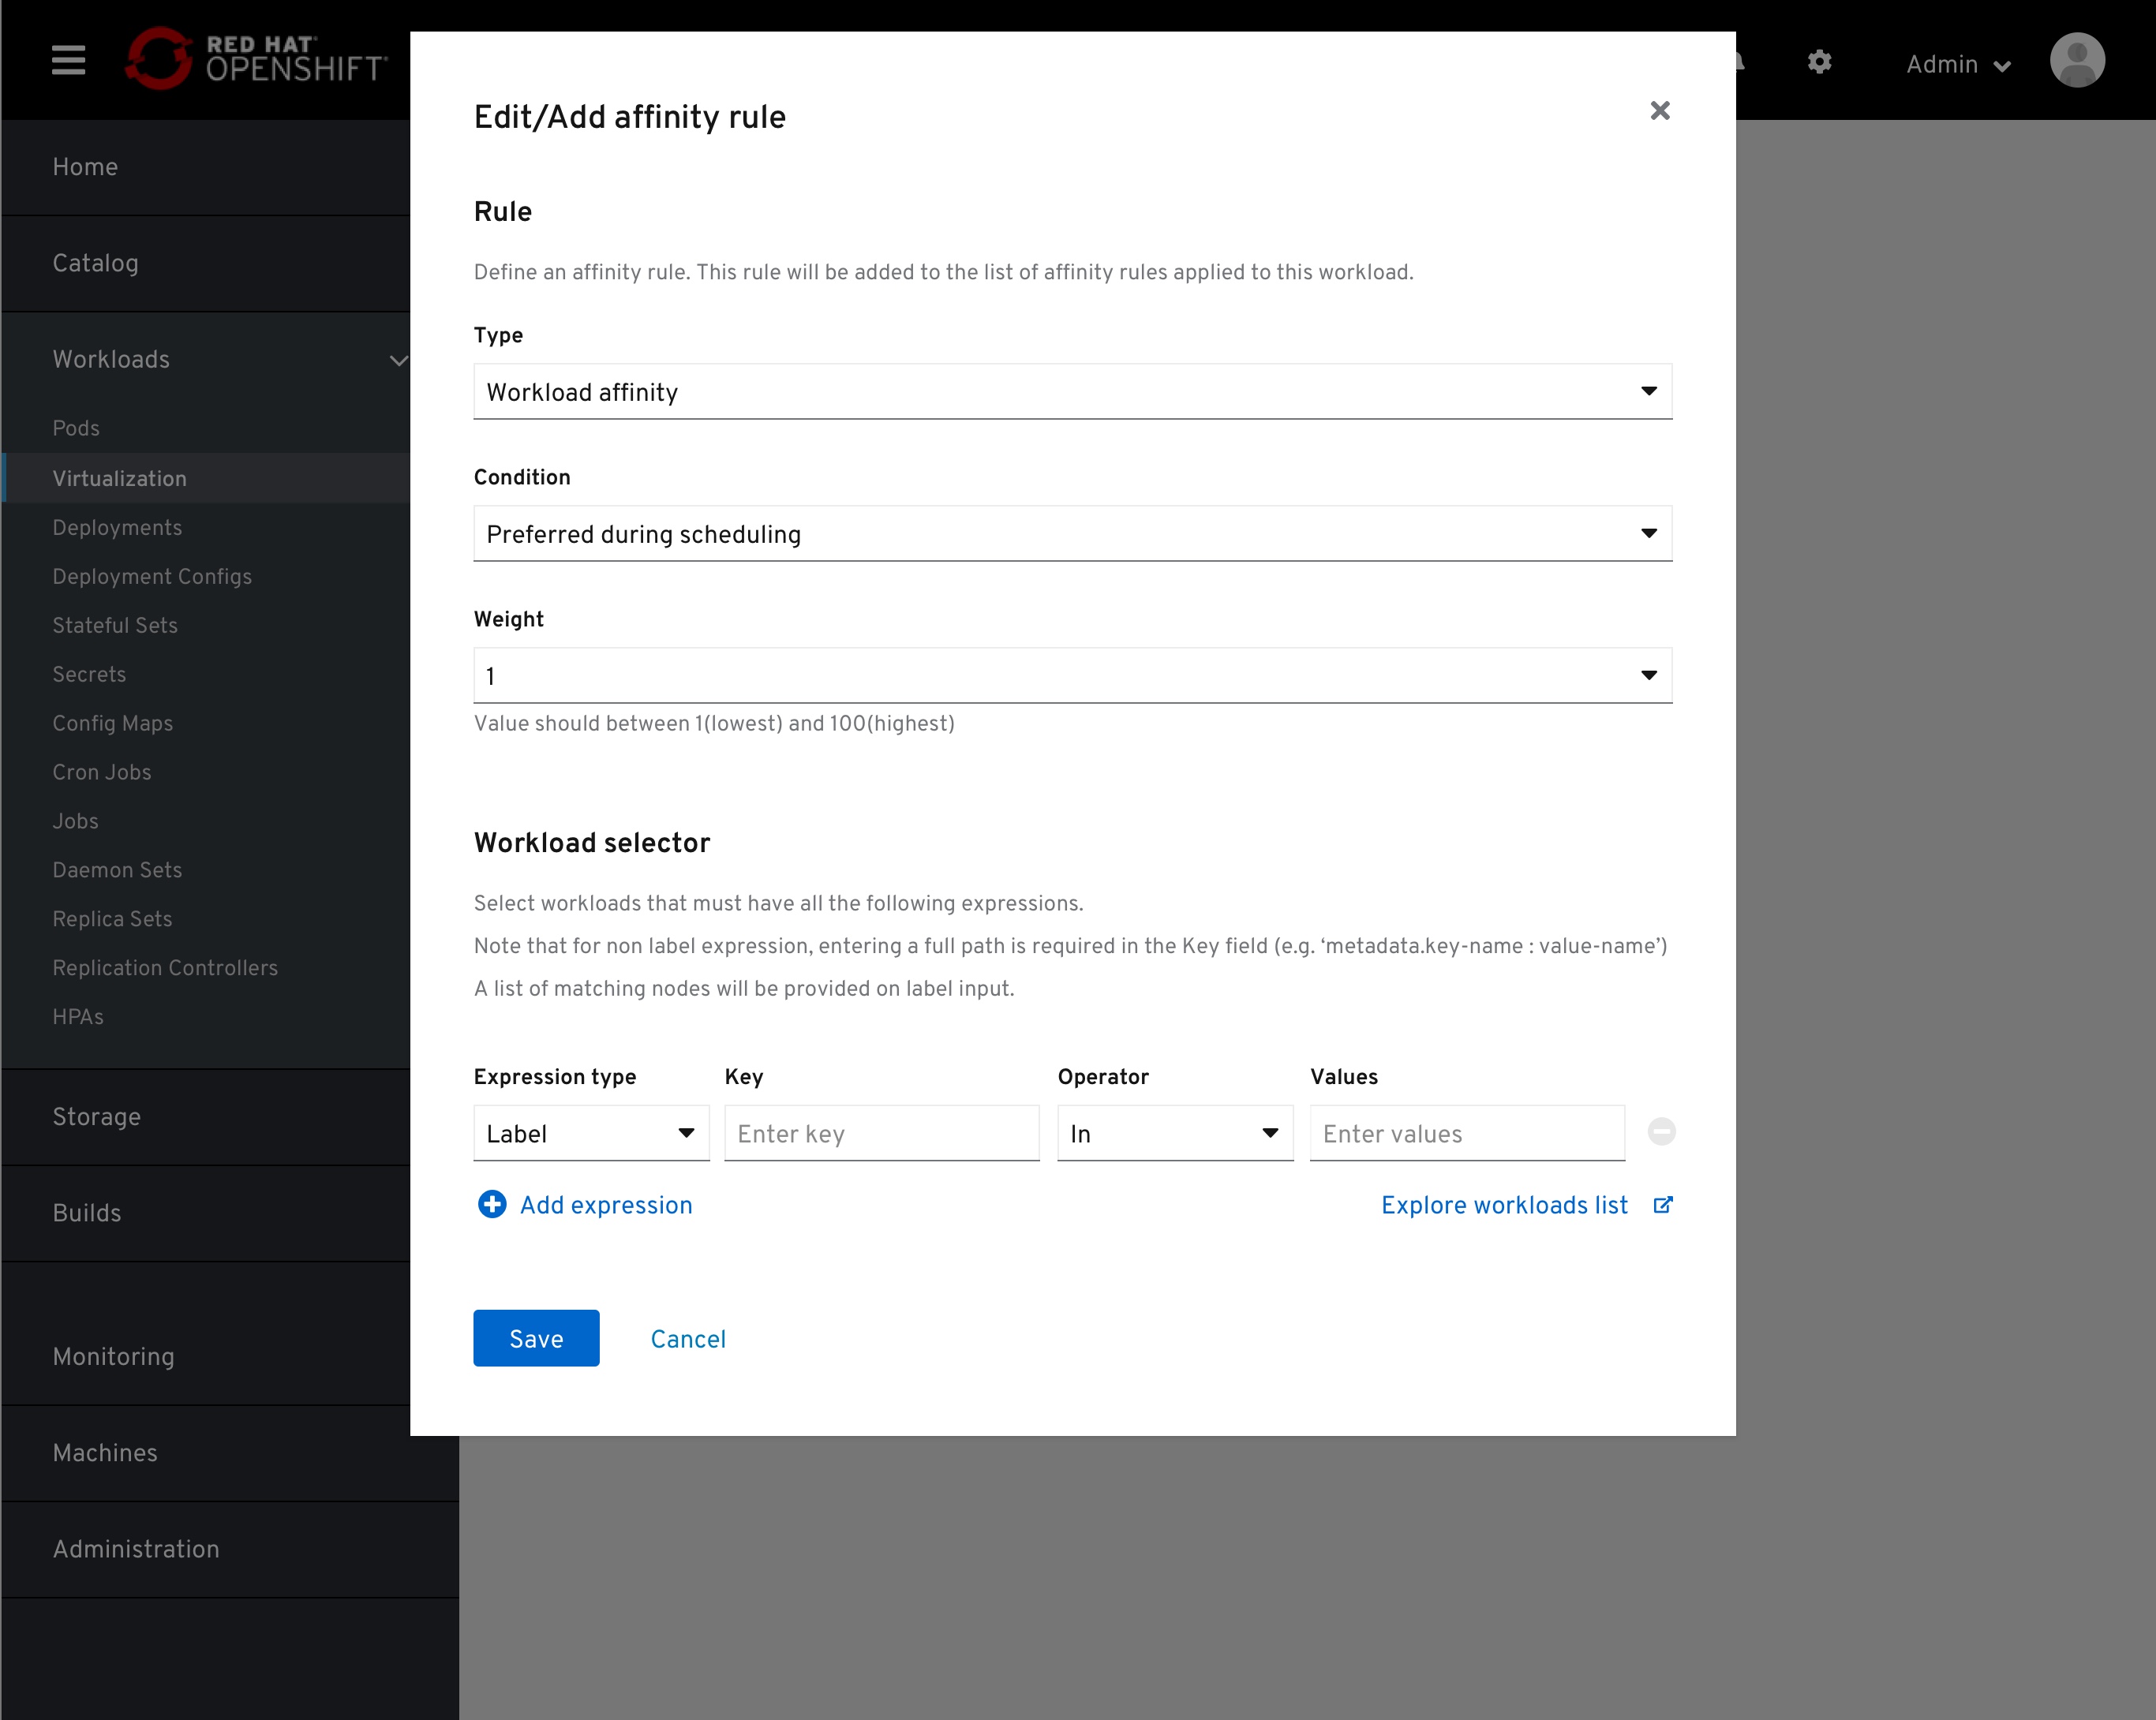 RED HAT
OPENSHIFT
Admin
Home
Catalog
Workloads
Pods
Virtualization
Deployments
Deployment Configs
Stateful Sets
Secrets
Config Maps
Cron Jobs
Jobs
Daemon Sets
Replica Sets
Replication Controllers
HPAs
Storage
Builds
Monitoring
Machines
Administration
Edit/Add affinity rule
Rule
Define an affinity rule. This rule will be added to the list of affinity rules applied to this workload.
Type
Workload affinity
Condition
Preferred during scheduling
Weight
1
Value should between 1(lowest) and 100(highest)
Workload selector
Select workloads that must have all the following expressions.
Note that for non label expression, entering a full path is required in the Key field (e.g. ‘metadata.key-name : value-name’)
A list of matching nodes will be provided on label input.
Expression type Key Operator Values
Label Enter key In Enter values
Add expression Explore workloads list
Save Cancel